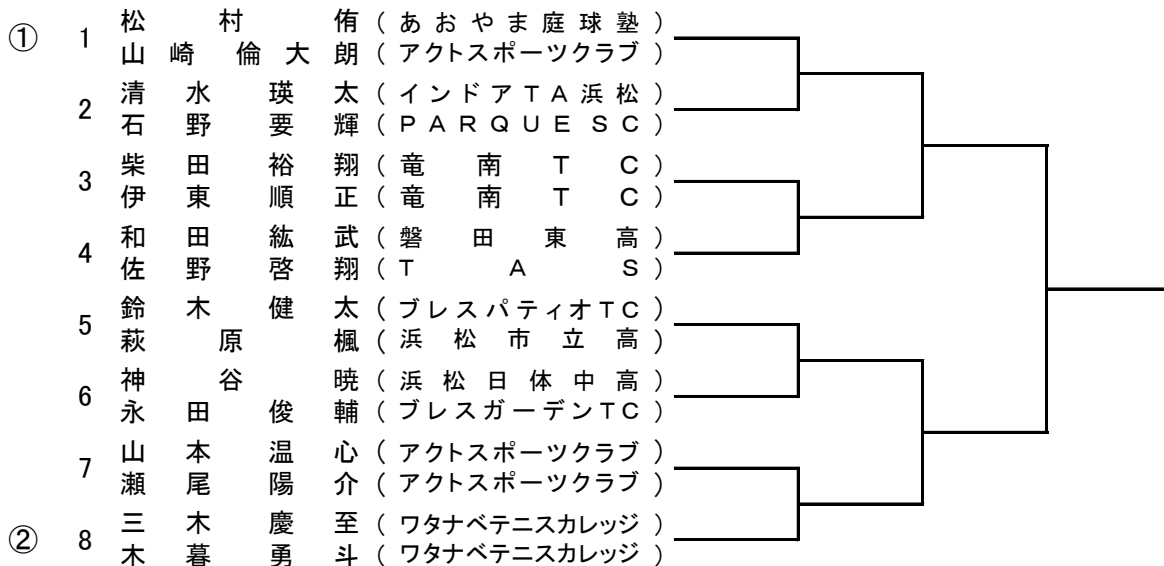 ① 1 松村侑(あおやま庭球塾)
山崎倫大朗(アクトスポーツクラブ)
2 清水瑛太(インドアTA浜松)
石野要輝(PARQUESC)
3 柴田裕翔(竜南TC)
伊東順正(竜南TC)
4 和田紘武(磐田東高)
佐野啓翔(TAS)
5 鈴木健太(ブレスパティオTC)
萩原楓(浜松市立高)
6 神谷暁(浜松日体中高)
永田俊輔(ブレスガーデンTC)
7 山本温心(アクトスポーツクラブ)
瀬尾陽介(アクトスポーツクラブ)
② 8 三木慶至(ワタナベテニスカレッジ)
木暮勇斗(ワタナベテニスカレッジ)